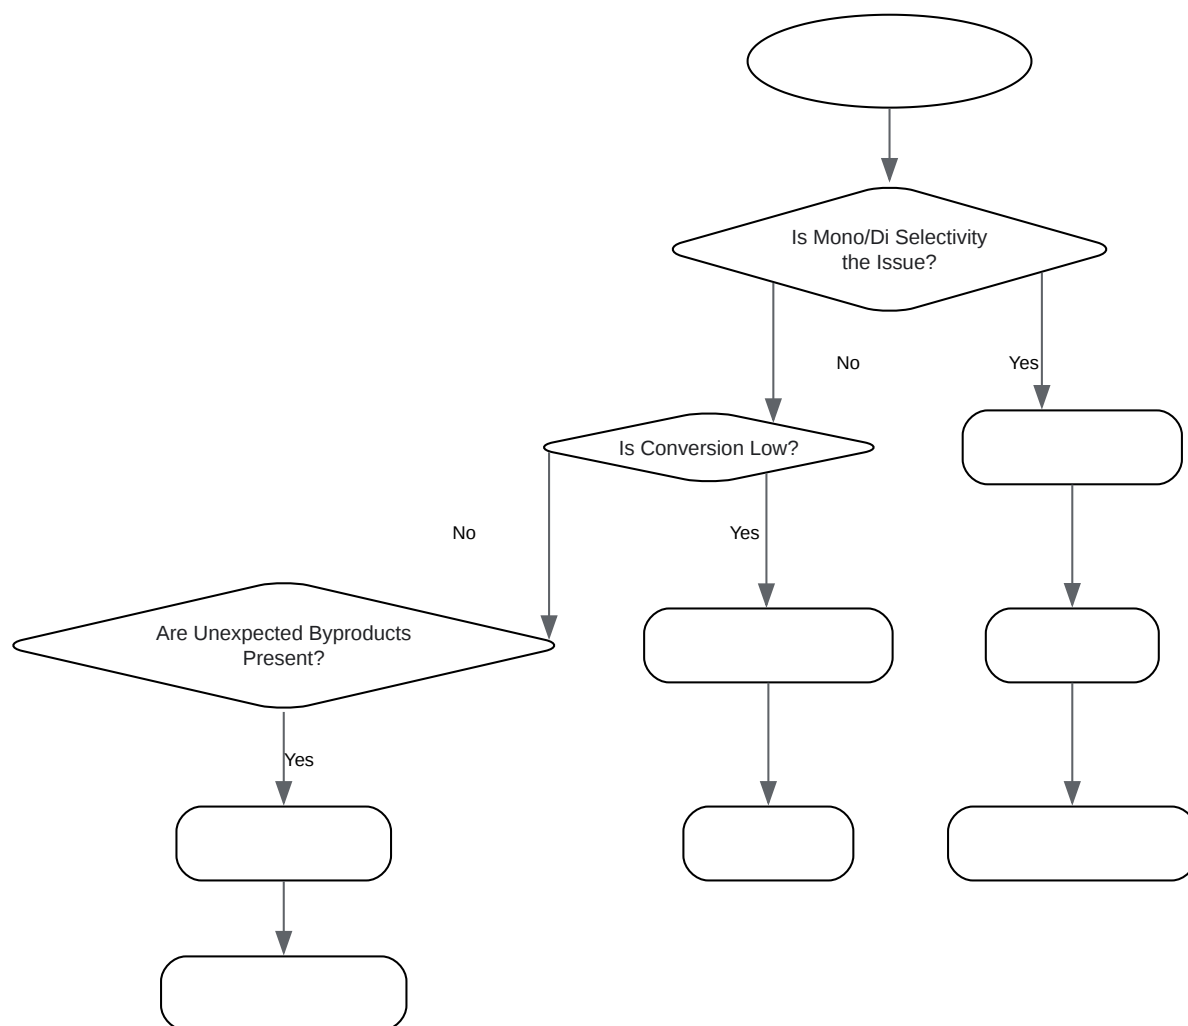 Is Mono/Di Selectivity
the Issue?
No
Yes
Is Conversion Low?
No
Yes
Are Unexpected Byproducts
Present?
Yes